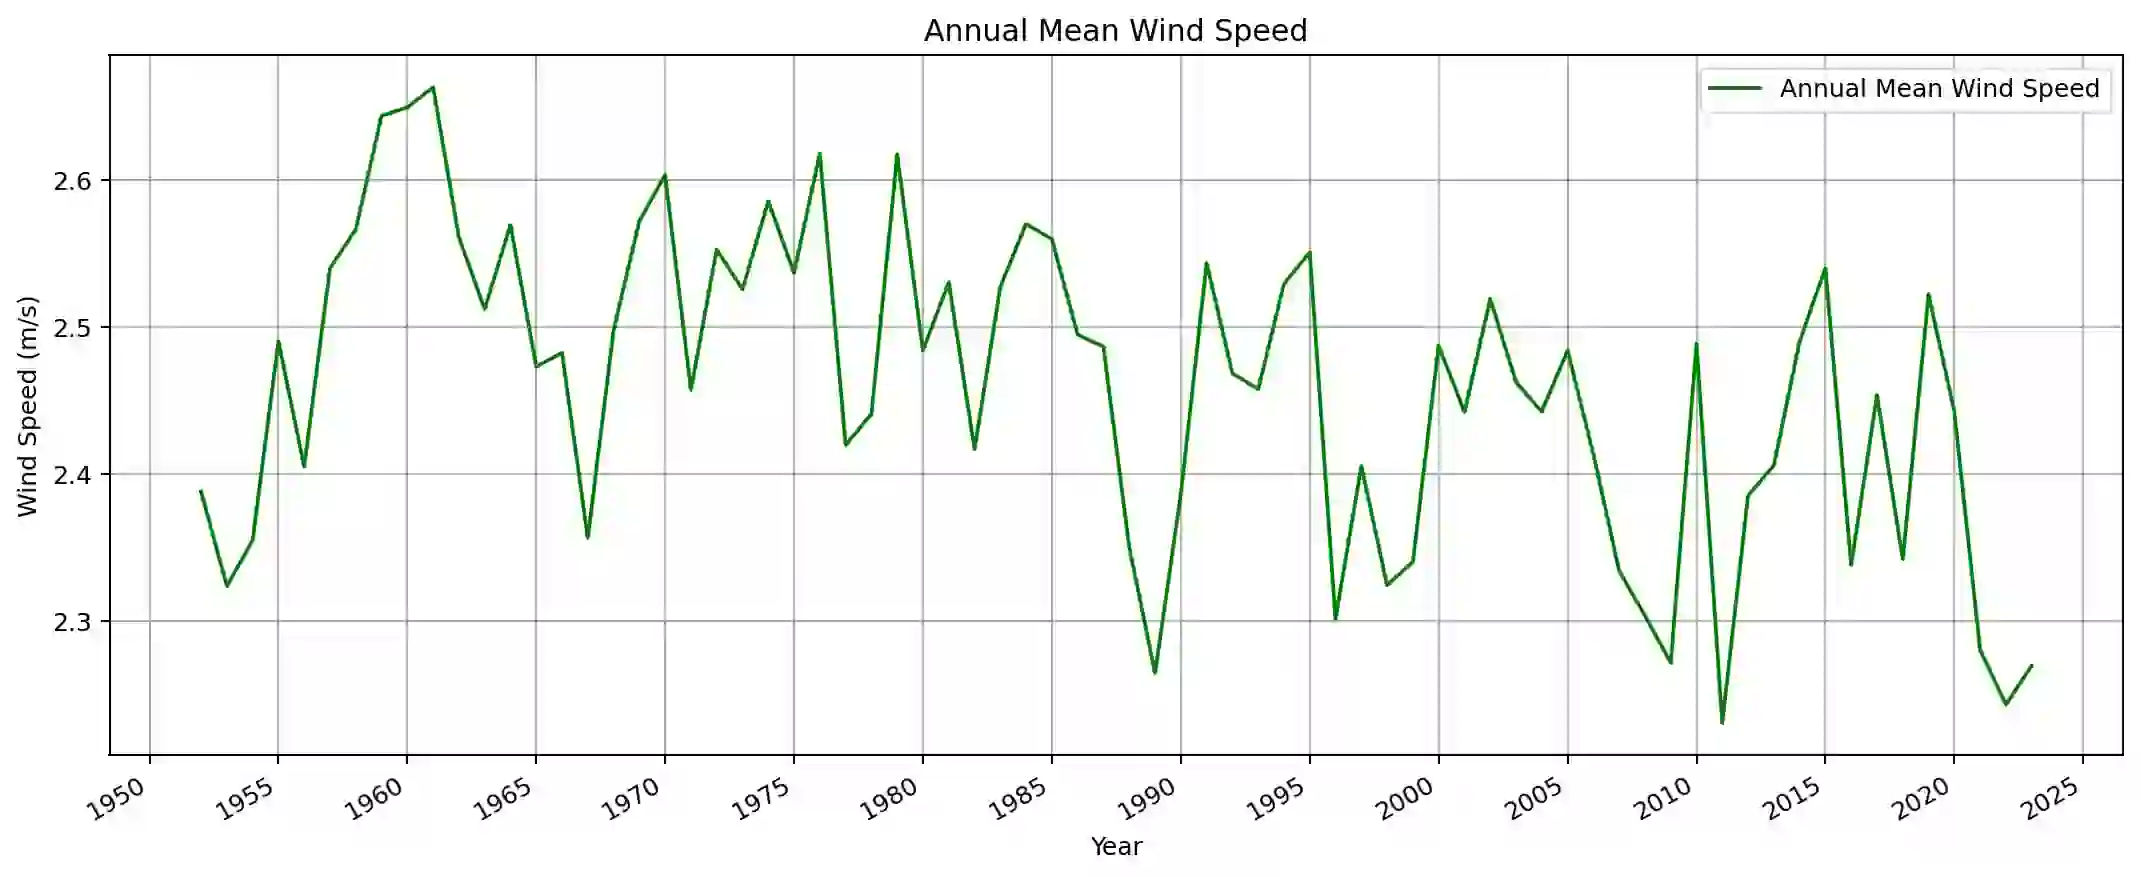 Annual Mean Wind Speed
Annual Mean Wind Speed
2.6
2.5
2.4
2.3
Wind Speed (m/s)
1950 1955 1960 1965 1970 1975 1980 1985 1990 1995 2000 2005 2010 2015 2020 2025
Year